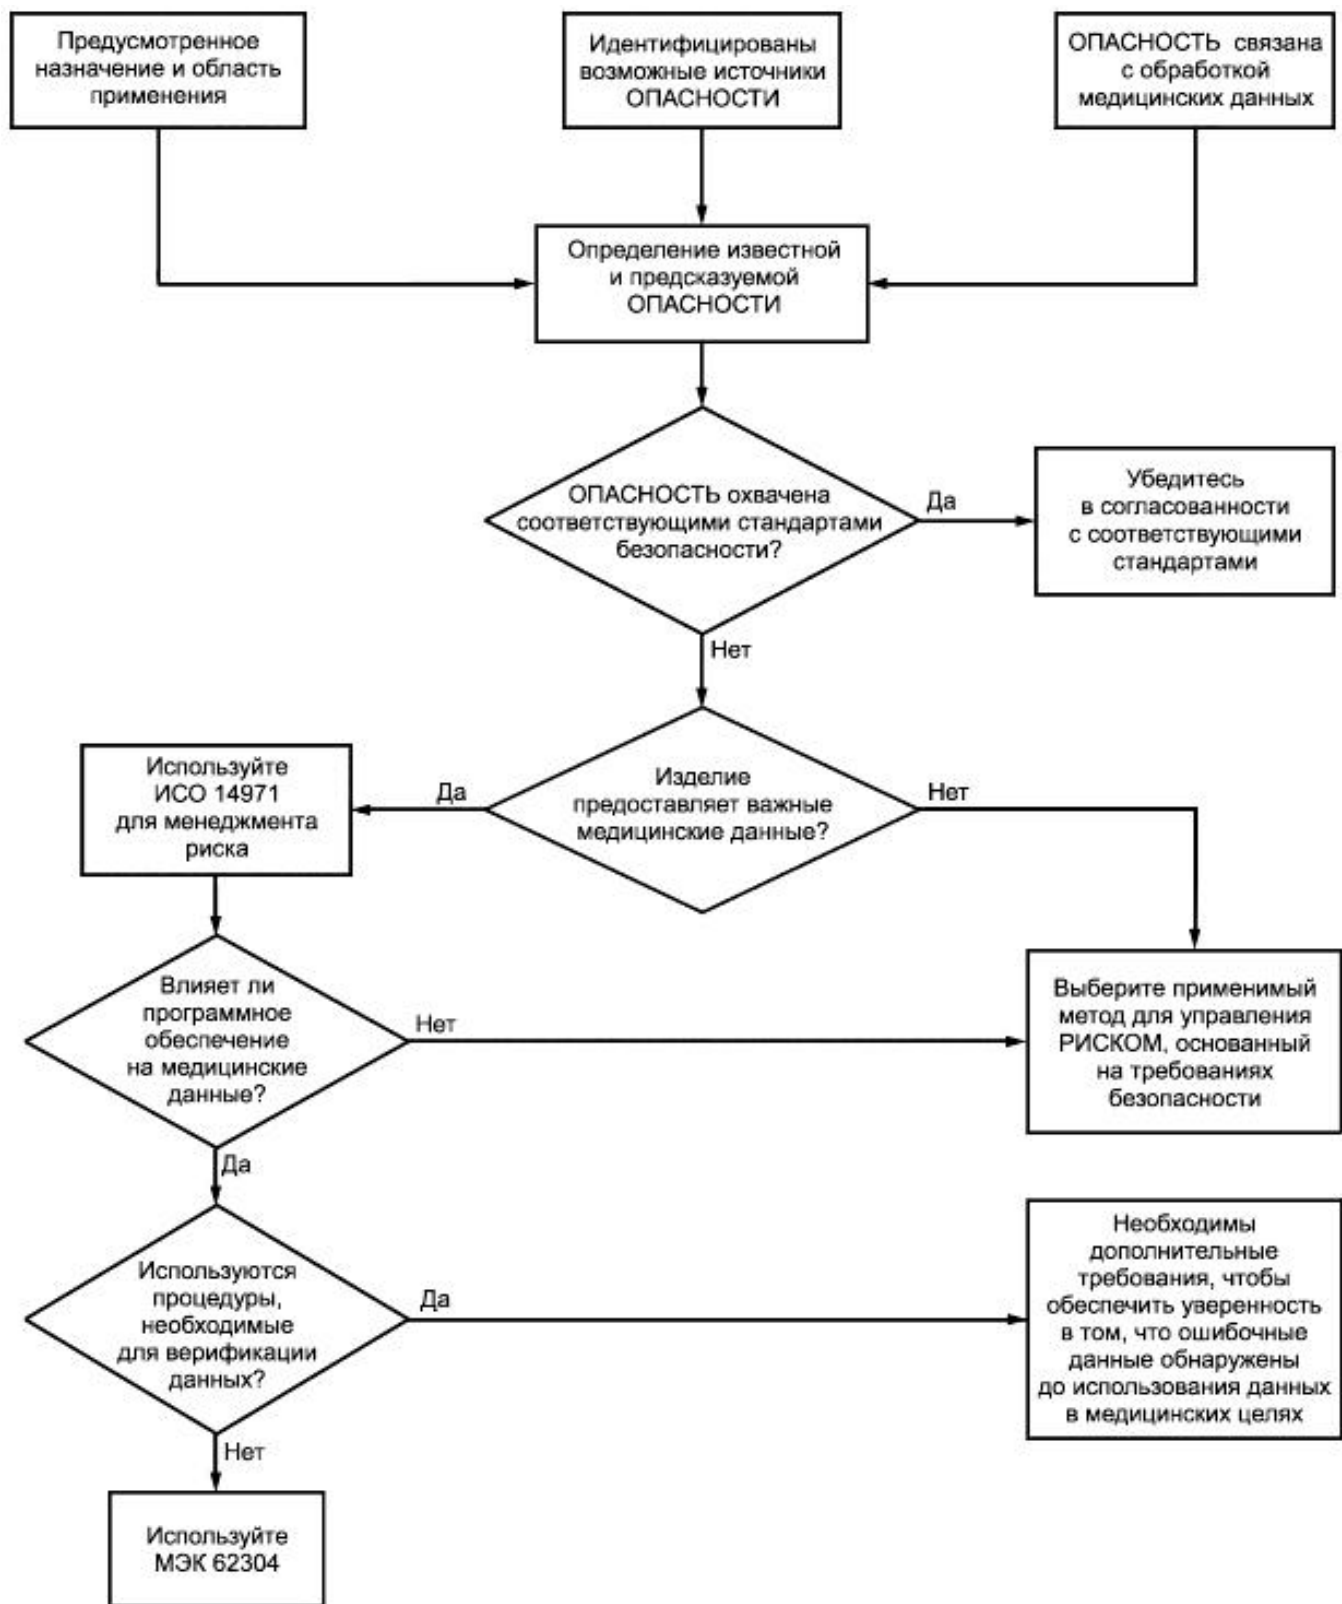 Предусмотренное
назначение и область
применения
Идентифицированы
возможные источники
ОПАСНОСТИ
ОПАСНОСТЬ связана
с обработкой
медицинских данных
Определение известной
и предсказуемой
ОПАСНОСТИ
ОПАСНОСТЬ охвачена
соответствующими стандартами
безопасности?
Да
Убедитесь
в согласованности
с соответствующими
стандартами
Нет
Изделие
предоставляет важные
медицинские данные?
Да
Нет
Используйте
ИСО 14971
для менеджмента
риска
Влияет ли
программное
обеспечение
на медицинские
данные?
Нет
Выберите применимый
метод для управления
РИСКОМ, основанный
на требованиях
безопасности
Да
Используются
процедуры,
необходимые
для верификации
данных?
Да
Необходимы
дополнительные
требования, чтобы
обеспечить уверенность
в том, что ошибочные
данные обнаружены
до использования данных
в медицинских целях
Нет
Используйте
МЭК 62304